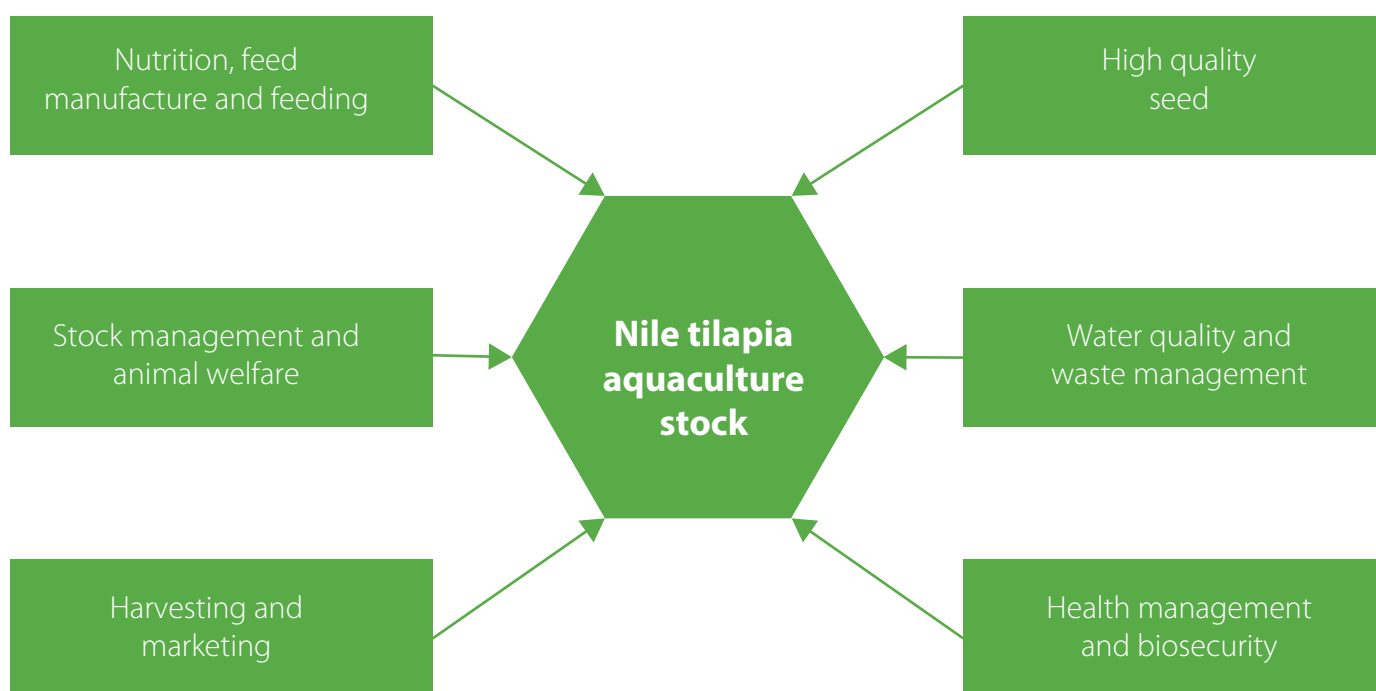 Nutrition, feed
manufacture and feeding
High quality
seed
Stock management and
animal welfare
Nile tilapia
aquaculture
stock
Water quality and
waste management
Harvesting and
marketing
Health management
and biosecurity